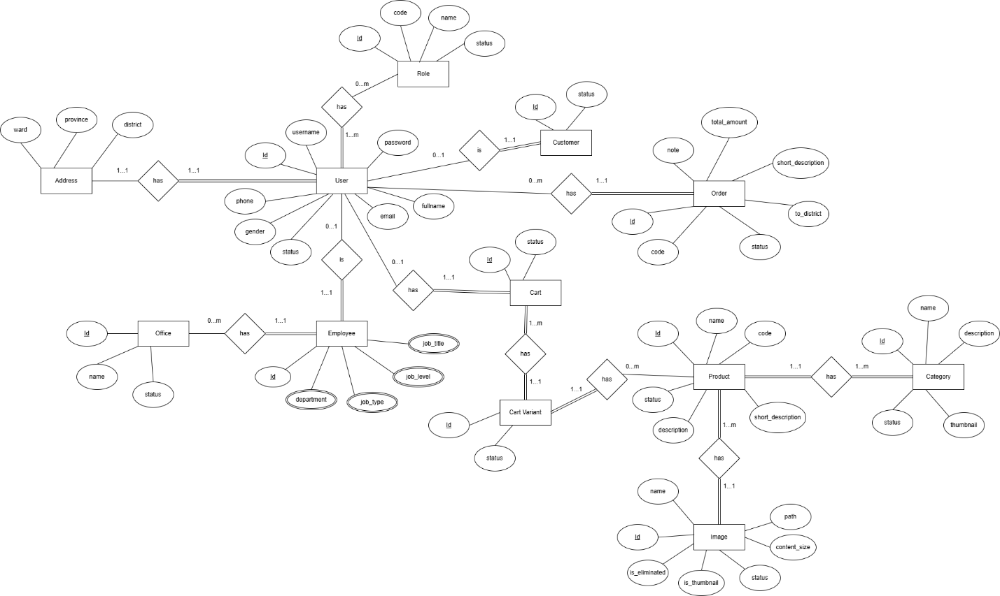 code
name
Id
status
Role
0...m
has
status
Id
province
district
ward
username
1...m
password
Id
is
1...1
Customer
0...1
total_amount
note
short_description
Address
1...1
has
1...1
User
0...m
has
1...1
Order
phone
email
fullname
Id
to_district
gender
0...1
status
code
status
is
status
Id
0...1
has
1...1
Cart
1...1
Office
0...m
has
1...1
Employee
job_title
Id
name
status
Id
job_level
department
job_type
1...m
has
1...1
Cart Variant
Id
status
1...1
has
0...m
name
Id
code
Product
status
description
short_description
1...1
has
1...m
name
Id
description
Category
status
thumbnail
1...m
has
1...1
name
path
Id
Image
content_size
is_eliminated
is_thumbnail
status